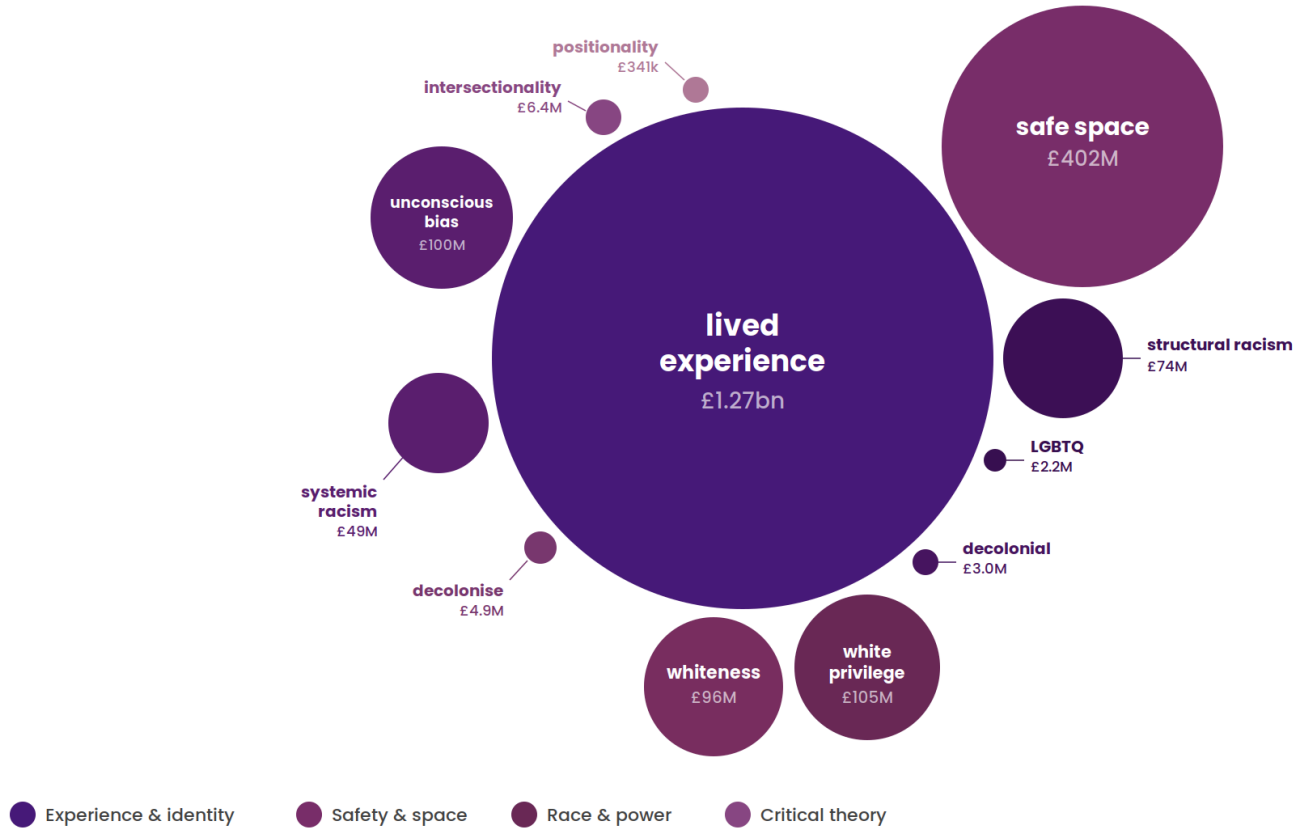 positionality
£341k
intersectionality
£6.4M
safe space
£402M
unconscious
bias
£100M
lived
experience
£1.27bn
structural racism
£74M
LGBTQ
£2.2M
systemic
racism
£49M
decolonial
£3.0M
decolonise
£4.9M
white
privilege
£105M
whiteness
£96M
Experience & identity
Safety & space
Race & power
Critical theory